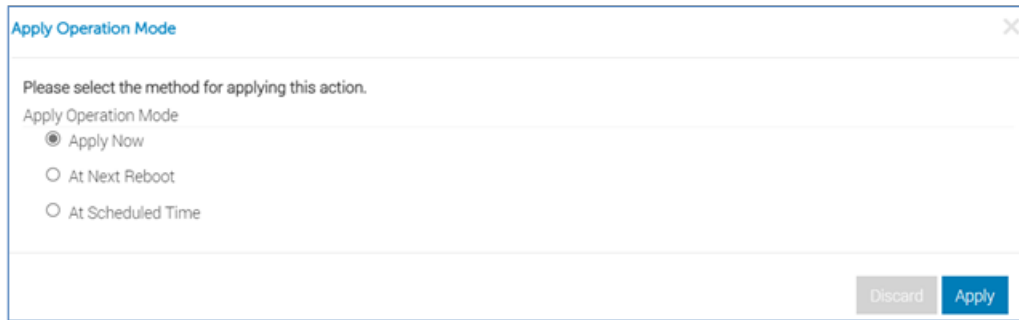 Apply Operation Mode
Please select the method for applying this action.
Apply Operation Mode
Apply Now
At Next Reboot
At Scheduled Time
Discard Apply